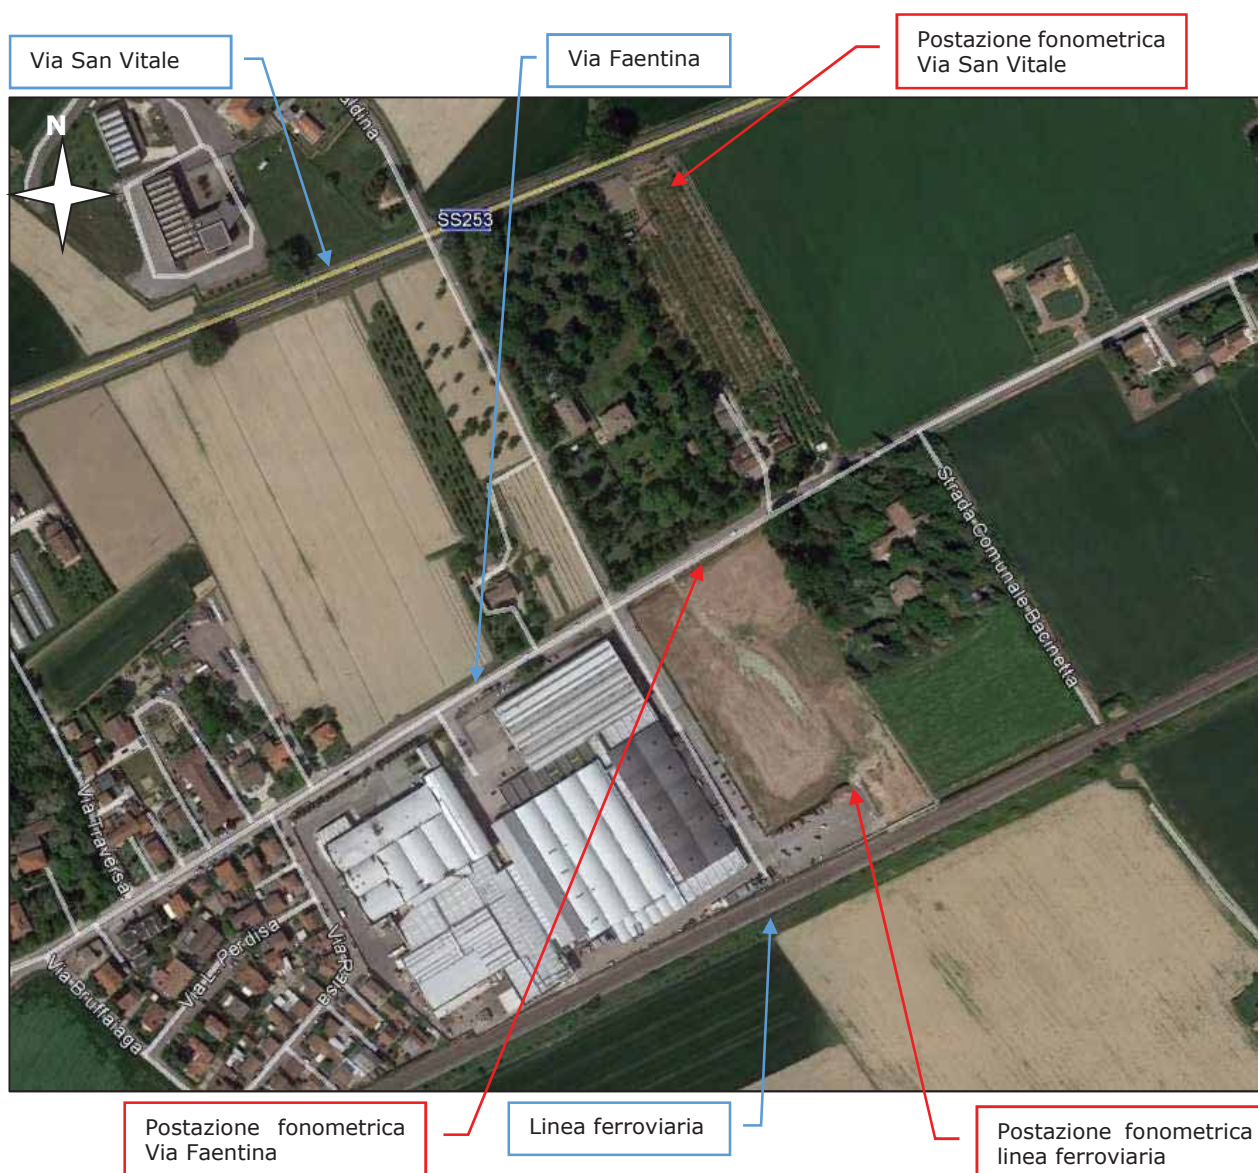 Via San Vitale
Via Faentina
Postazione fonometrica
Via San Vitale
N
aldina
SS253
Strada Comunale Bacinetta
Via Traversa
Via L. Perdisa
Via Bruffalaga
Postazione fonometrica
Via Faentina
Linea ferroviaria
Postazione fonometrica
linea ferroviaria